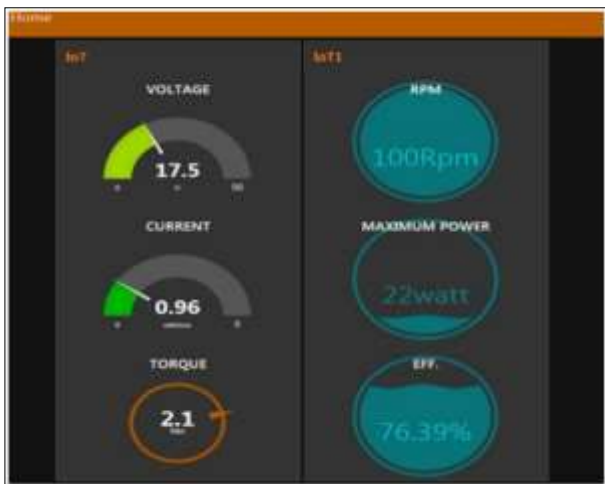 Home
IoT
VOLTAGE
17.5
0
v
50
CURRENT
0.96
0
TORQUE
2.1
Nm
IoT1
RPM
100Rpm
MAXIMUM POWER
22watt
EFF.
76.39%